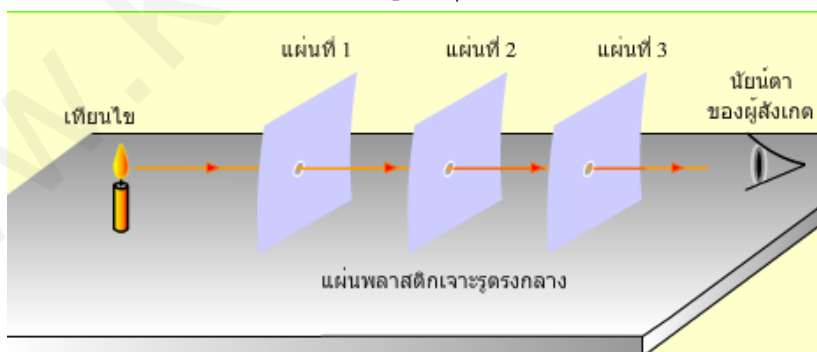 แผ่นที่ 1
แผ่นที่ 2
แผ่นที่ 3
นัยน์ตา
ของผู้สังเกต
เทียนไข
แผ่นพลาสติกเจาะรูตรงกลาง